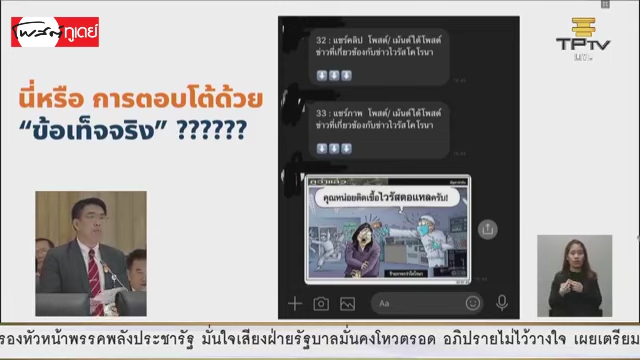 โพสต์ทูเดย์
TPTV
LIVE
นี่หรือ การตอบโต้ด้วย
“ข้อเท็จจริง” ??????
32 : แชร์คลิป โพสต์/ เม้นต์ใต้โพสต์
ข่าวที่เกี่ยวข้องกับข่าวไวรัสโคโรนา
33 : แชร์ภาพ โพสต์/ เม้นต์ใต้โพสต์
ข่าวที่เกี่ยวข้องกับข่าวไวรัสโคโรนา
คุณหน่อยติดเชื้อไวรัสตอแหลครับ!
Aa
รองหัวหน้าพรรคพลังประชารัฐ มั่นใจเสียงฝ่ายรัฐบาลมั่นคงโหวตรอด อภิปรายไม่ไว้วางใจ เผยเตรียม